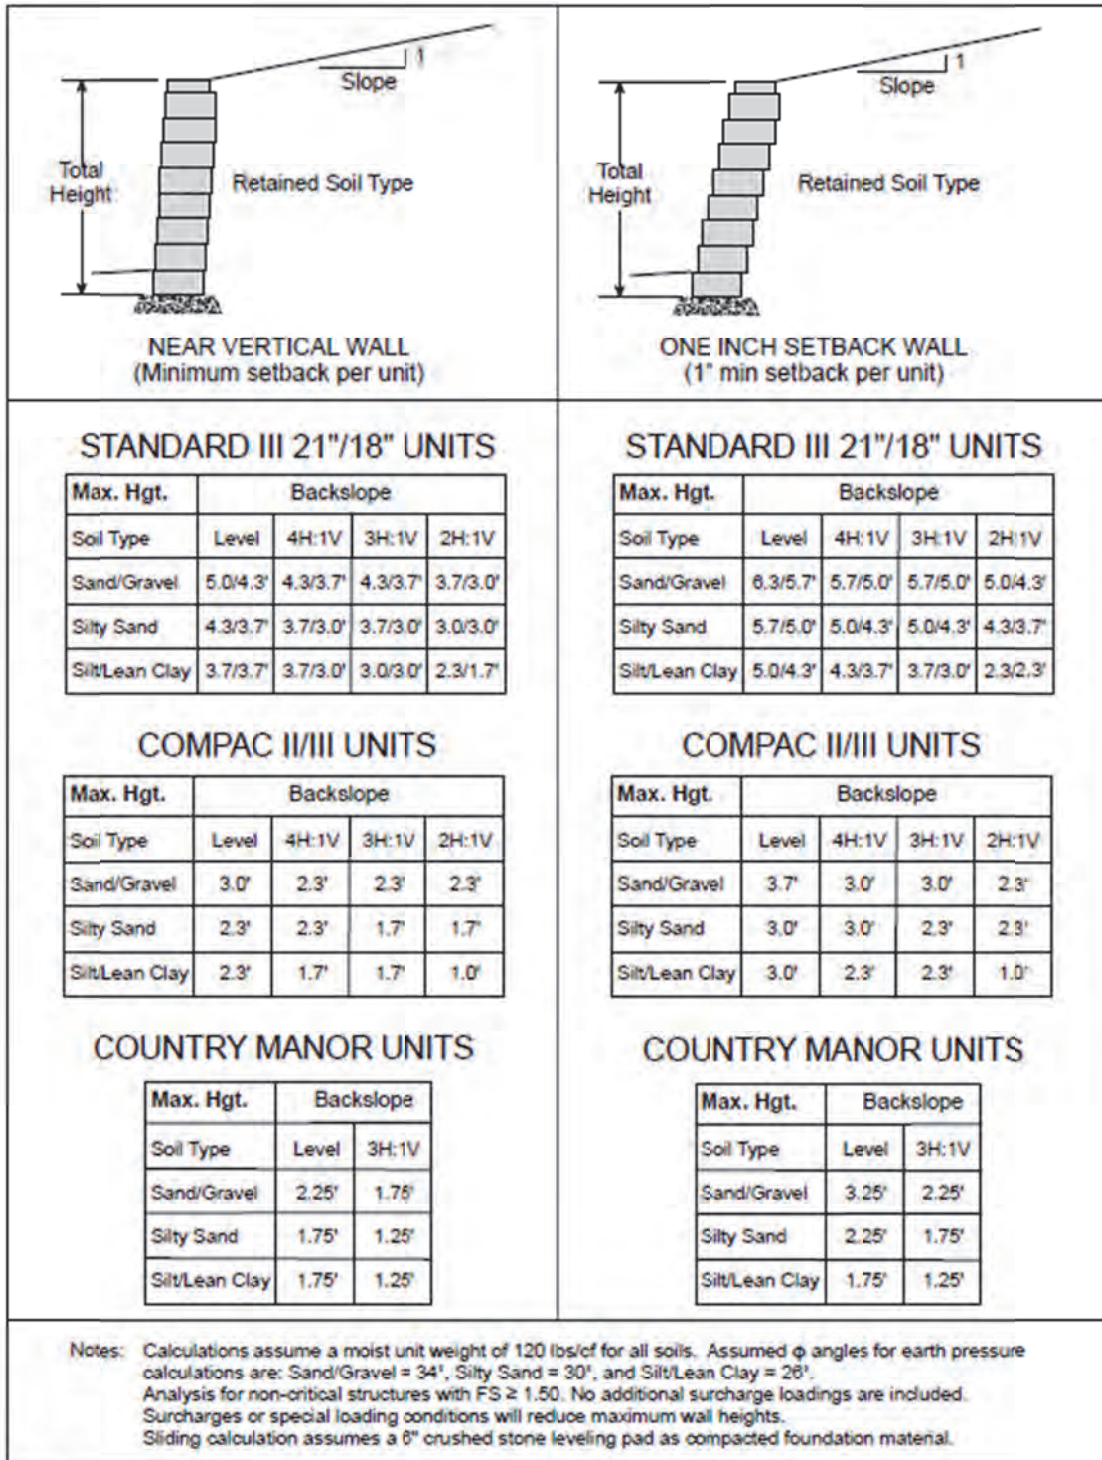 1
Slope
Total
Height
Retained Soil Type
NEAR VERTICAL WALL
(Minimum setback per unit)
1
Slope
Total
Height
Retained Soil Type
ONE INCH SETBACK WALL
(1" min setback per unit)
STANDARD III 21"/18" UNITS
Max. Hgt. Backslope
Soil Type Level 4H:1V 3H:1V 2H:1V
Sand/Gravel 5.0/4.3' 4.3/3.7' 4.3/3.7' 3.7/3.0'
Silty Sand 4.3/3.7' 3.7/3.0' 3.7/3.0' 3.0/3.0'
Silt/Lean Clay 3.7/3.7' 3.7/3.0' 3.0/3.0' 2.3/1.7'
COMPAC II/III UNITS
Max. Hgt. Backslope
Soil Type Level 4H:1V 3H:1V 2H:1V
Sand/Gravel 3.0' 2.3' 2.3' 2.3'
Silty Sand 2.3' 2.3' 1.7' 1.7'
Silt/Lean Clay 2.3' 1.7' 1.7' 1.0'
COUNTRY MANOR UNITS
Max. Hgt. Backslope
Soil Type Level 3H:1V
Sand/Gravel 2.25' 1.75'
Silty Sand 1.75' 1.25'
Silt/Lean Clay 1.75' 1.25'
STANDARD III 21"/18" UNITS
Max. Hgt. Backslope
Soil Type Level 4H:1V 3H:1V 2H:1V
Sand/Gravel 6.3/5.7' 5.7/5.0' 5.7/5.0' 5.0/4.3'
Silty Sand 5.7/5.0' 5.0/4.3' 5.0/4.3' 4.3/3.7'
Silt/Lean Clay 5.0/4.3' 4.3/3.7' 3.7/3.0' 2.3/2.3'
COMPAC II/III UNITS
Max. Hgt. Backslope
Soil Type Level 4H:1V 3H:1V 2H:1V
Sand/Gravel 3.7' 3.0' 3.0' 2.3'
Silty Sand 3.0' 3.0' 2.3' 2.3'
Silt/Lean Clay 3.0' 2.3' 2.3' 1.0'
COUNTRY MANOR UNITS
Max. Hgt. Backslope
Soil Type Level 3H:1V
Sand/Gravel 3.25' 2.25'
Silty Sand 2.25' 1.75'
Silt/Lean Clay 1.75' 1.25'
Notes: Calculations assume a moist unit weight of 120 lbs/cf for all soils. Assumed ϕ angles for earth pressure
calculations are: Sand/Gravel = 34°, Silty Sand = 30°, and Silt/Lean Clay = 26°.
Analysis for non-critical structures with FS ≥ 1.50. No additional surcharge loadings are included.
Surcharges or special loading conditions will reduce maximum wall heights.
Sliding calculation assumes a 6" crushed stone leveling pad as compacted foundation material.